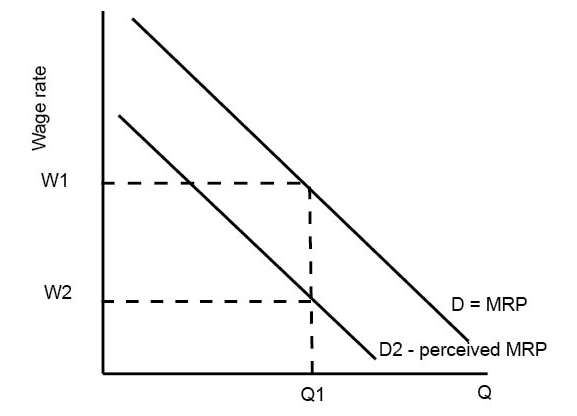 Wage rate
W1
W2
D = MRP
D2 - perceived MRP
Q1
Q